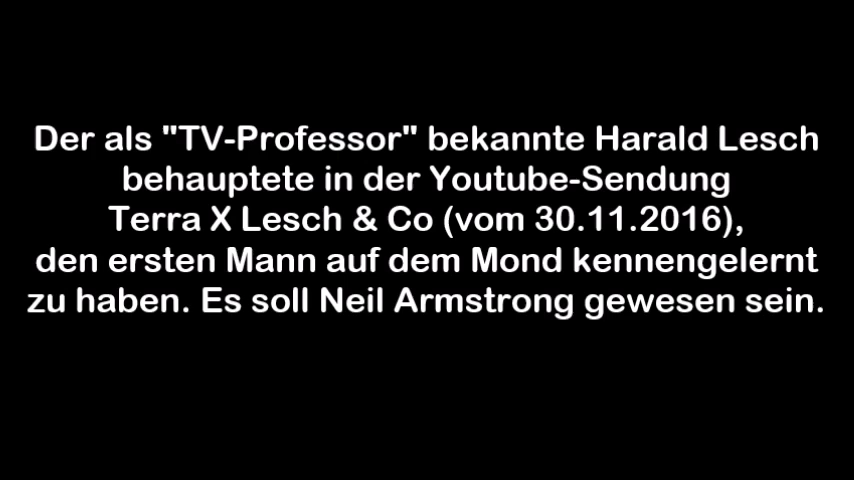 Der als "TV-Professor" bekannte Harald Lesch
behauptete in der Youtube-Sendung
Terra X Lesch & Co (vom 30.11.2016),
den ersten Mann auf dem Mond kennengelernt
zu haben. Es soll Neil Armstrong gewesen sein.